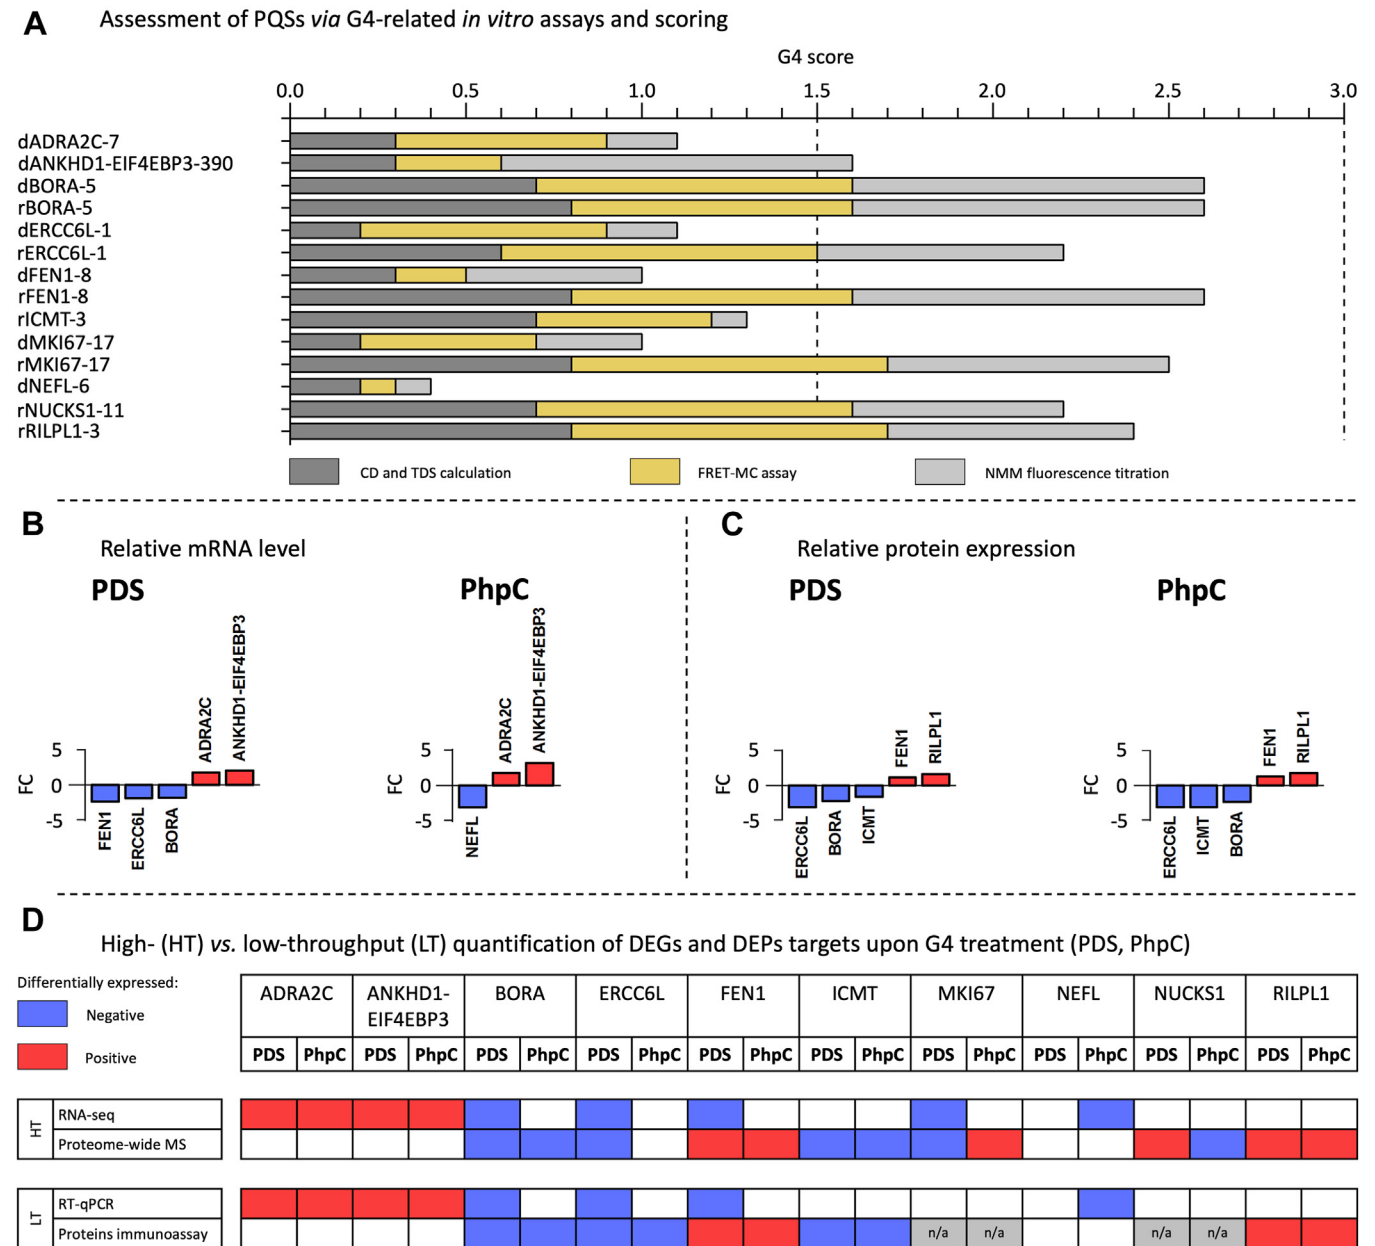 A
Assessment of PQSs via G4-related in vitro assays and scoring
G4 score
0.0 0.5 1.0 1.5 2.0 2.5 3.0
dADRA2C-7
dANKHD1-EIF4EBP3-390
dBORA-5
rBORA-5
dERCC6L-1
rERCC6L-1
dFEN1-8
rFEN1-8
rICMT-3
dMKI67-17
rMKI67-17
dNEFL-6
rNUCKS1-11
rRILPL1-3
CD and TDS calculation FRET-MC assay NMM fluorescence titration
B
Relative mRNA level
PDS
FC
5
0
-5
FEN1
ERCC6L
BORA
ADRA2C
ANKHD1-EIF4EBP3
PhpC
FC
5
0
-5
NEFL
ADRA2C
ANKHD1-EIF4EBP3
C
Relative protein expression
PDS
FC
5
0
-5
ERCC6L
BORA
ICMT
FEN1
RILPL1
PhpC
FC
5
0
-5
ERCC6L
ICMT
BORA
FEN1
RILPL1
D
High- (HT) vs. low-throughput (LT) quantification of DEGs and DEPs targets upon G4 treatment (PDS, PhpC)
Differentially expressed:
Negative
Positive
ADRA2C ANKHD1- BORA ERCC6L FEN1 ICMT MKI67 NEFL NUCKS1 RILPL1
EIF4EBP3
PDS PhpC PDS PhpC PDS PhpC PDS PhpC PDS PhpC PDS PhpC PDS PhpC PDS PhpC PDS PhpC PDS PhpC
HT
RNA-seq
Proteome-wide MS
LT
RT-qPCR
Proteins immunoassay n/a n/a n/a n/a